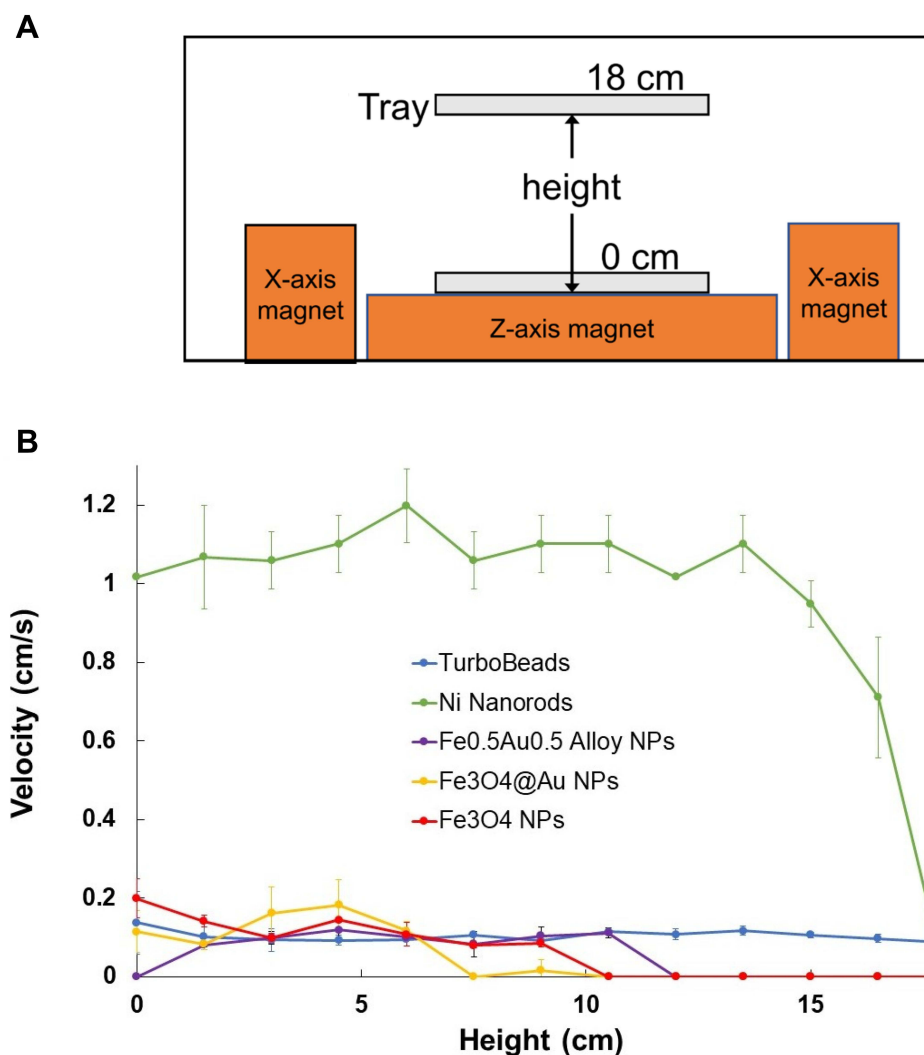 A
18 cm
Tray
height
0 cm
X-axis
magnet
Z-axis magnet
X-axis
magnet
B
Velocity (cm/s)
1.2
1
0.8
0.6
0.4
0.2
0
TurboBeads
Ni Nanorods
Fe0.5Au0.5 Alloy NPs
Fe3O4@Au NPs
Fe3O4 NPs
0
5
10
15
Height (cm)